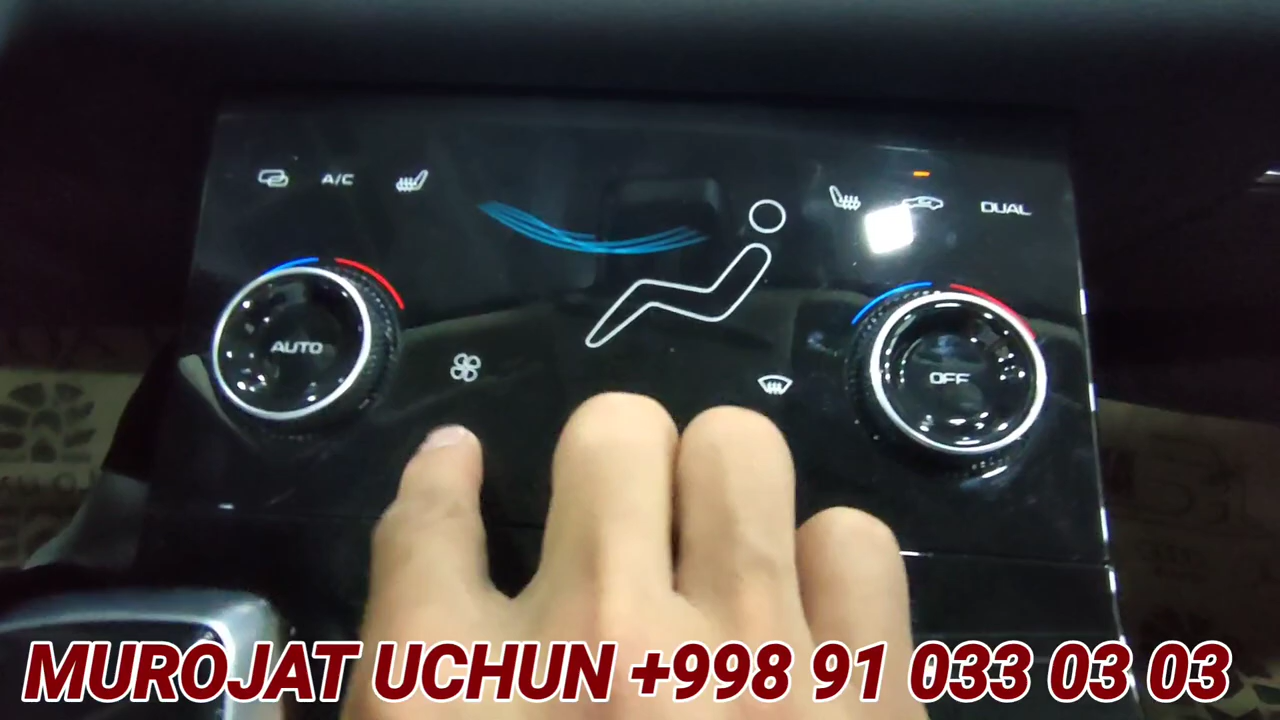 A/C
DUAL
AUTO
OFF
MUROJAT UCHUN +998 91 033 03 03